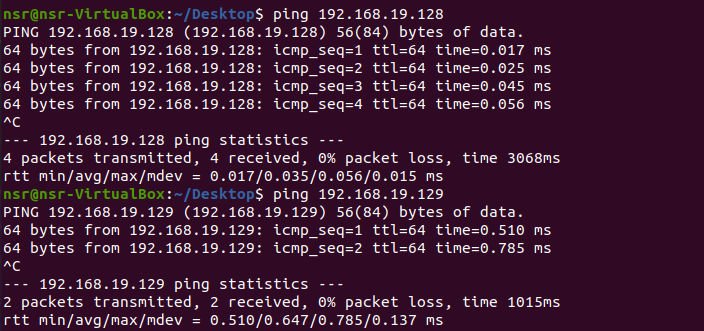 nsr@nsr-VirtualBox:~/Desktop$ ping 192.168.19.128
PING 192.168.19.128 (192.168.19.128) 56(84) bytes of data.
64 bytes from 192.168.19.128: icmp_seq=1 ttl=64 time=0.017 ms
64 bytes from 192.168.19.128: icmp_seq=2 ttl=64 time=0.025 ms
64 bytes from 192.168.19.128: icmp_seq=3 ttl=64 time=0.045 ms
64 bytes from 192.168.19.128: icmp_seq=4 ttl=64 time=0.056 ms
^C
--- 192.168.19.128 ping statistics ---
4 packets transmitted, 4 received, 0% packet loss, time 3068ms
rtt min/avg/max/mdev = 0.017/0.035/0.056/0.015 ms
nsr@nsr-VirtualBox:~/Desktop$ ping 192.168.19.129
PING 192.168.19.129 (192.168.19.129) 56(84) bytes of data.
64 bytes from 192.168.19.129: icmp_seq=1 ttl=64 time=0.510 ms
64 bytes from 192.168.19.129: icmp_seq=2 ttl=64 time=0.785 ms
^C
--- 192.168.19.129 ping statistics ---
2 packets transmitted, 2 received, 0% packet loss, time 1015ms
rtt min/avg/max/mdev = 0.510/0.647/0.785/0.137 ms